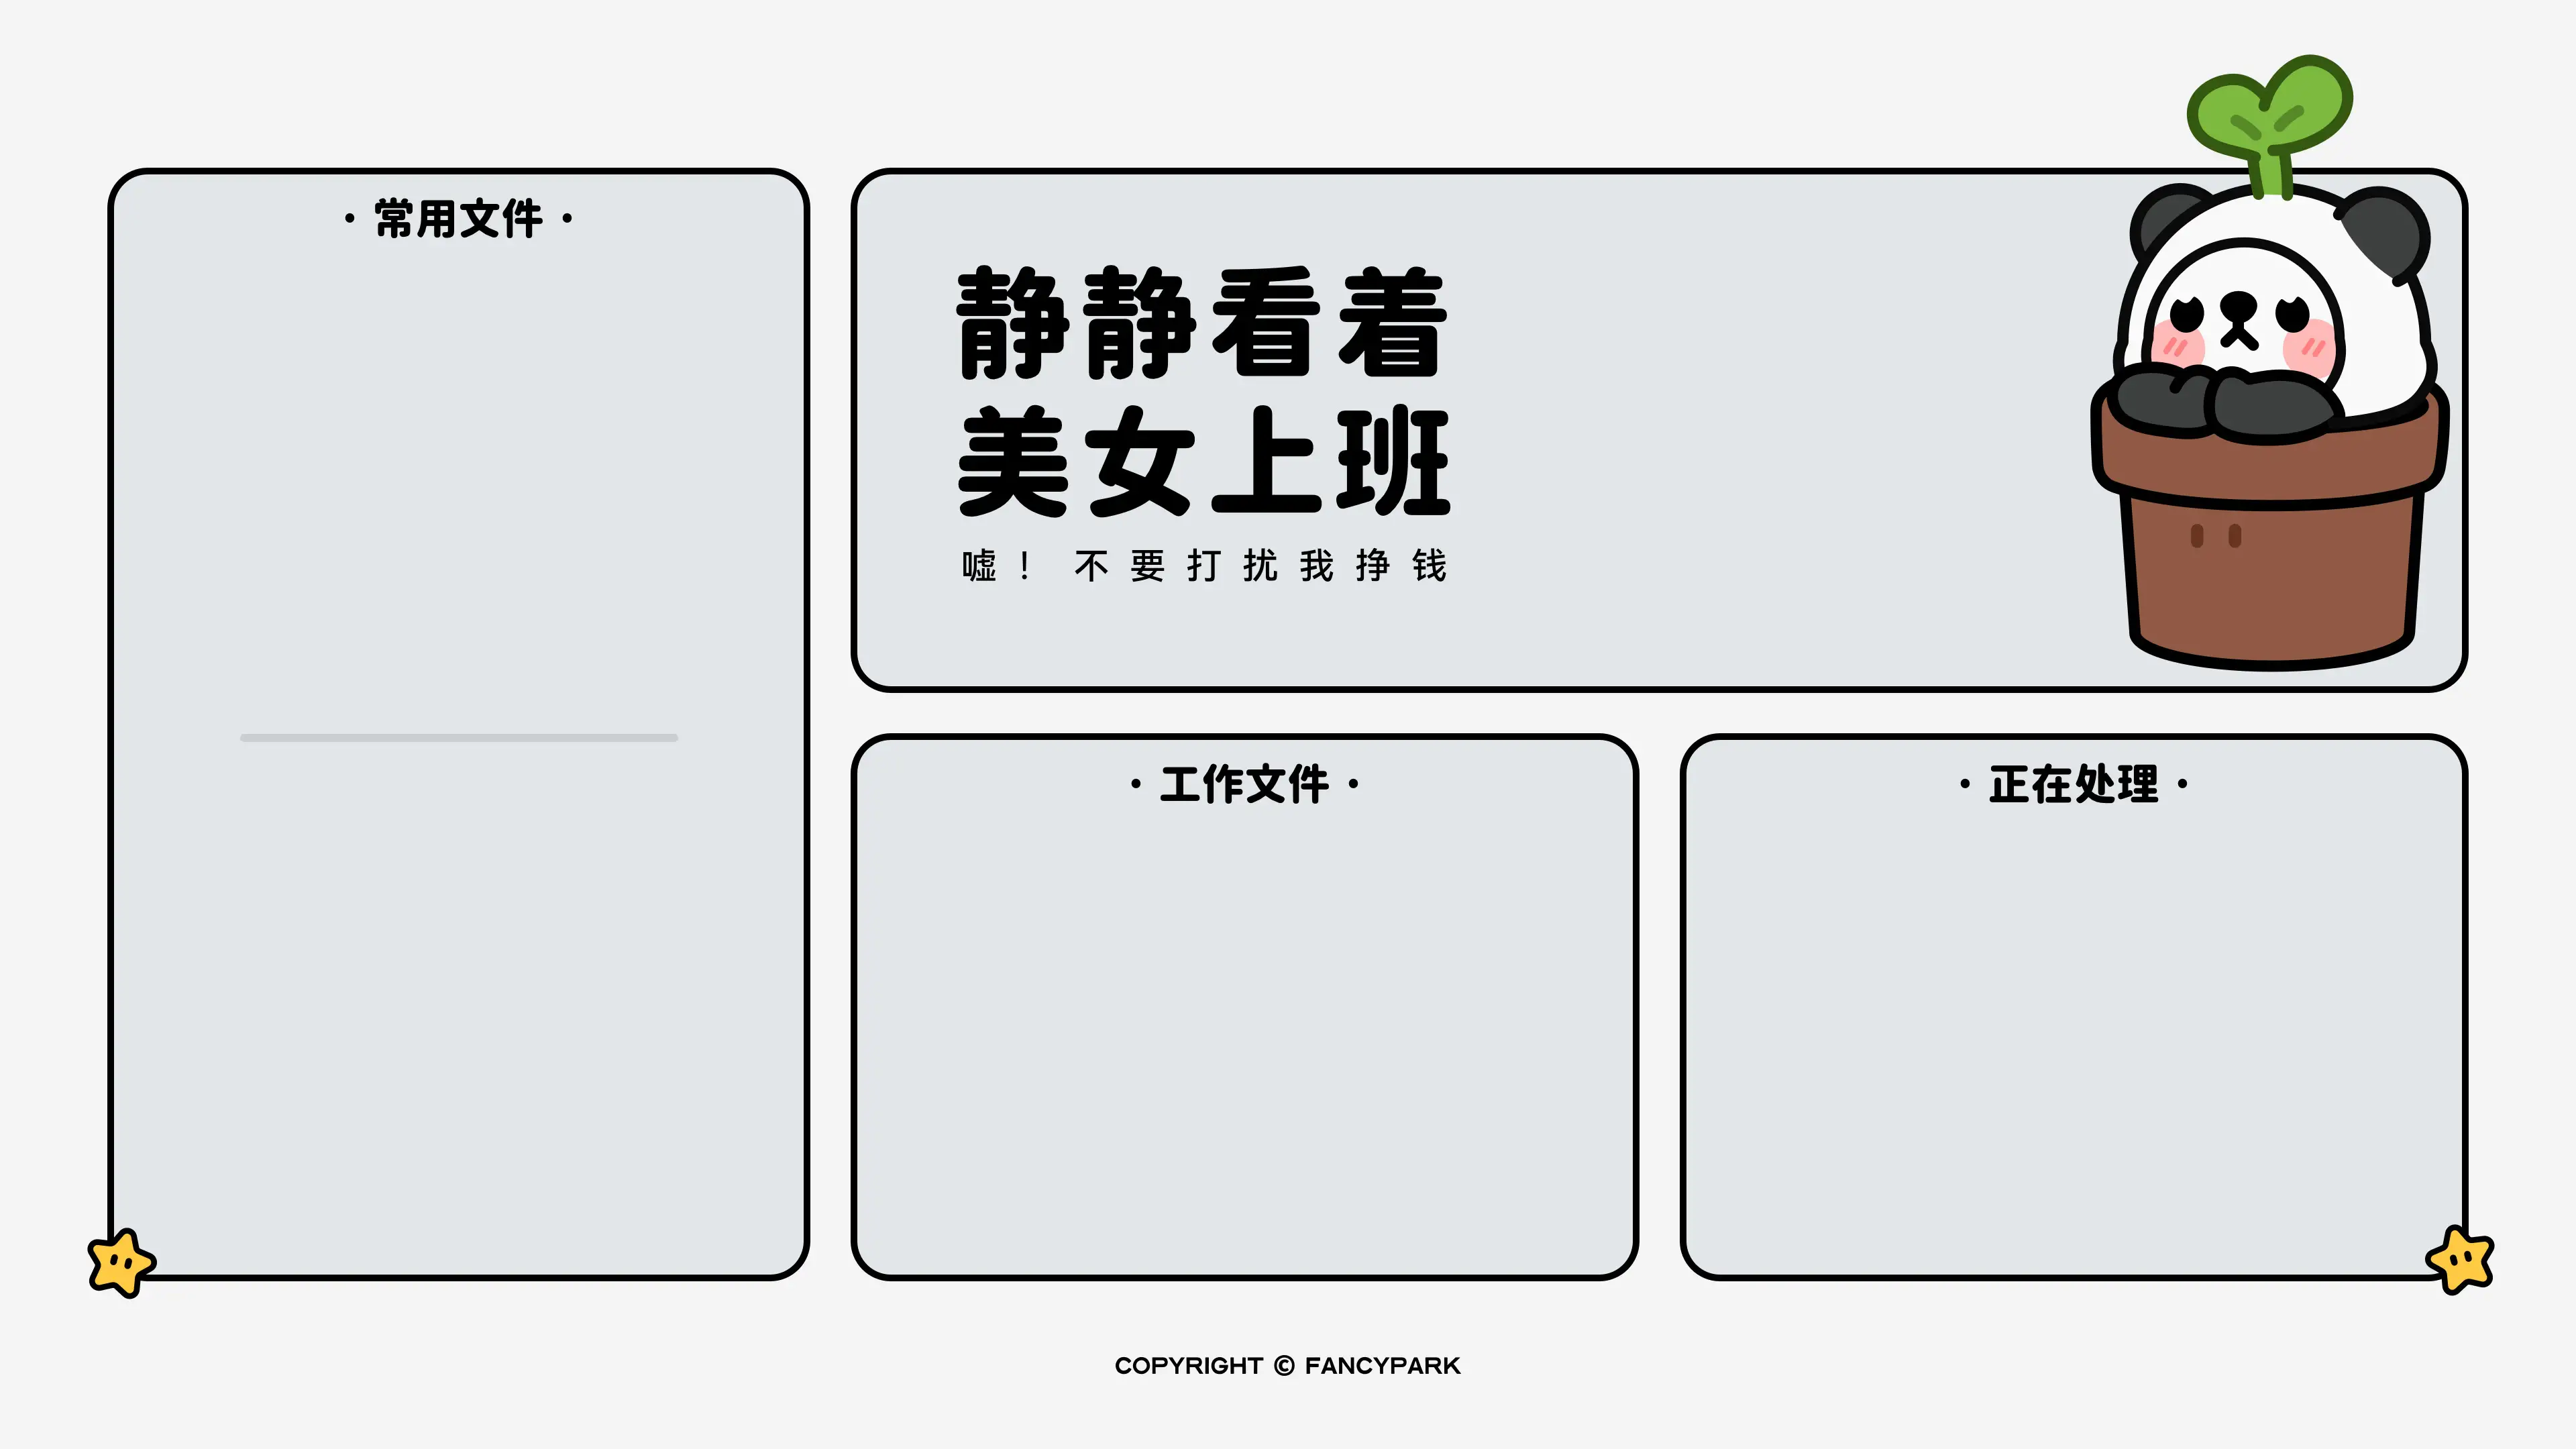 · 常用文件 ·
静静看着
美女上班
嘘！不要打扰我挣钱
· 工作文件 ·
· 正在处理 ·
COPYRIGHT © FANCYPARK